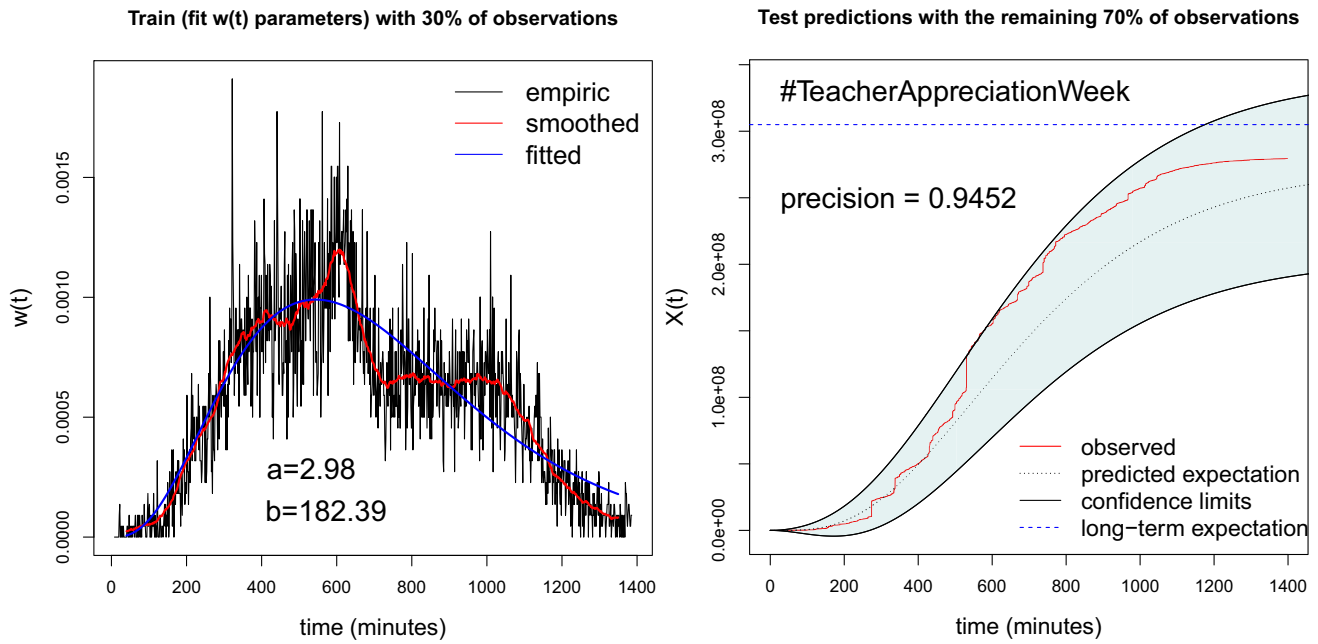 Train (fit w(t) parameters) with 30% of observations
w(t)
0.0015
0.0010
0.0005
0.0000
empiric
smoothed
fitted
a=2.98
b=182.39
0 200 400 600 800 1000 1200 1400
time (minutes)
Test predictions with the remaining 70% of observations
X(t)
3.0e+08
2.0e+08
1.0e+08
0.0e+00
#TeacherAppreciationWeek
precision = 0.9452
observed
predicted expectation
confidence limits
long−term expectation
0 200 400 600 800 1000 1200 1400
time (minutes)